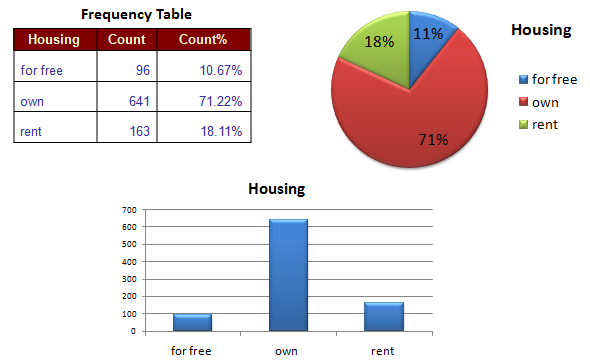 Frequency Table
Housing Count Count%
for free 96 10.67%
own 641 71.22%
rent 163 18.11%
18% 11%
71%
Housing
for free
own
rent
Housing
700
600
500
400
300
200
100
0
for free own rent